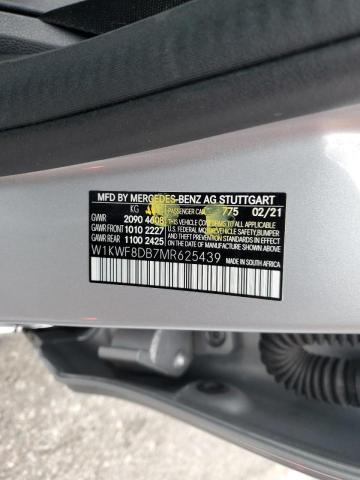 MFD BY MERCEDES-BENZ AG STUTTGART
KG PASSENGER CAR 775 02/21
GVWR 2090 4608 THIS VEHICLE CONFORMS TO ALL
GAWR FRONT 1010 2227 APPLICABLE U.S. FEDERAL MOTOR VEHICLE SAFETY, BUMPER
GAWR REAR 1100 2425 AND THEFT PREVENTION STANDARDS IN EFFECT ON THE DATE OF MANUFACTURE SHOWN ABOVE
W1KWF8DB7MR625439
MADE IN SOUTH AFRICA